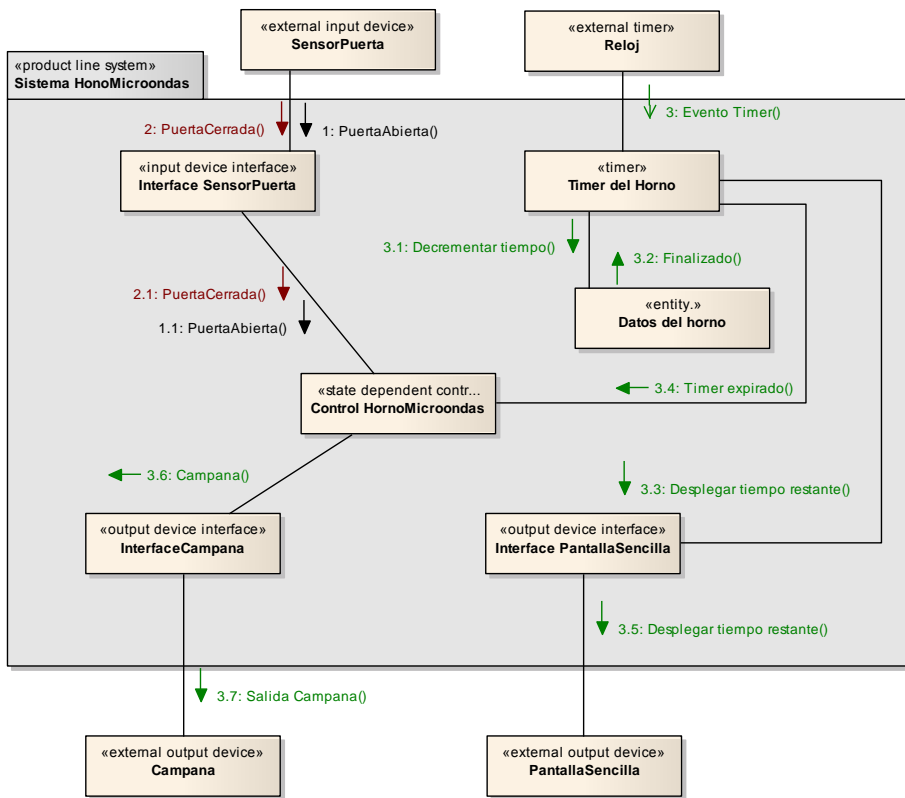 «external input device»
SensorPuerta
«external timer»
Reloj
«product line system»
Sistema HonoMicroondas
2: PuertaCerrada()
1: PuertaAbierta()
3: Evento Timer()
«input device interface»
Interface SensorPuerta
«timer»
Timer del Horno
3.1: Decrementar tiempo()
3.2: Finalizado()
2.1: PuertaCerrada()
1.1: PuertaAbierta()
«entity.»
Datos del horno
«state dependent contr...
Control HornoMicroondas
3.4: Timer expirado()
3.6: Campana()
3.3: Desplegar tiempo restante()
«output device interface»
InterfaceCampana
«output device interface»
Interface PantallaSencilla
3.5: Desplegar tiempo restante()
3.7: Salida Campana()
«external output device»
Campana
«external output device»
PantallaSencilla